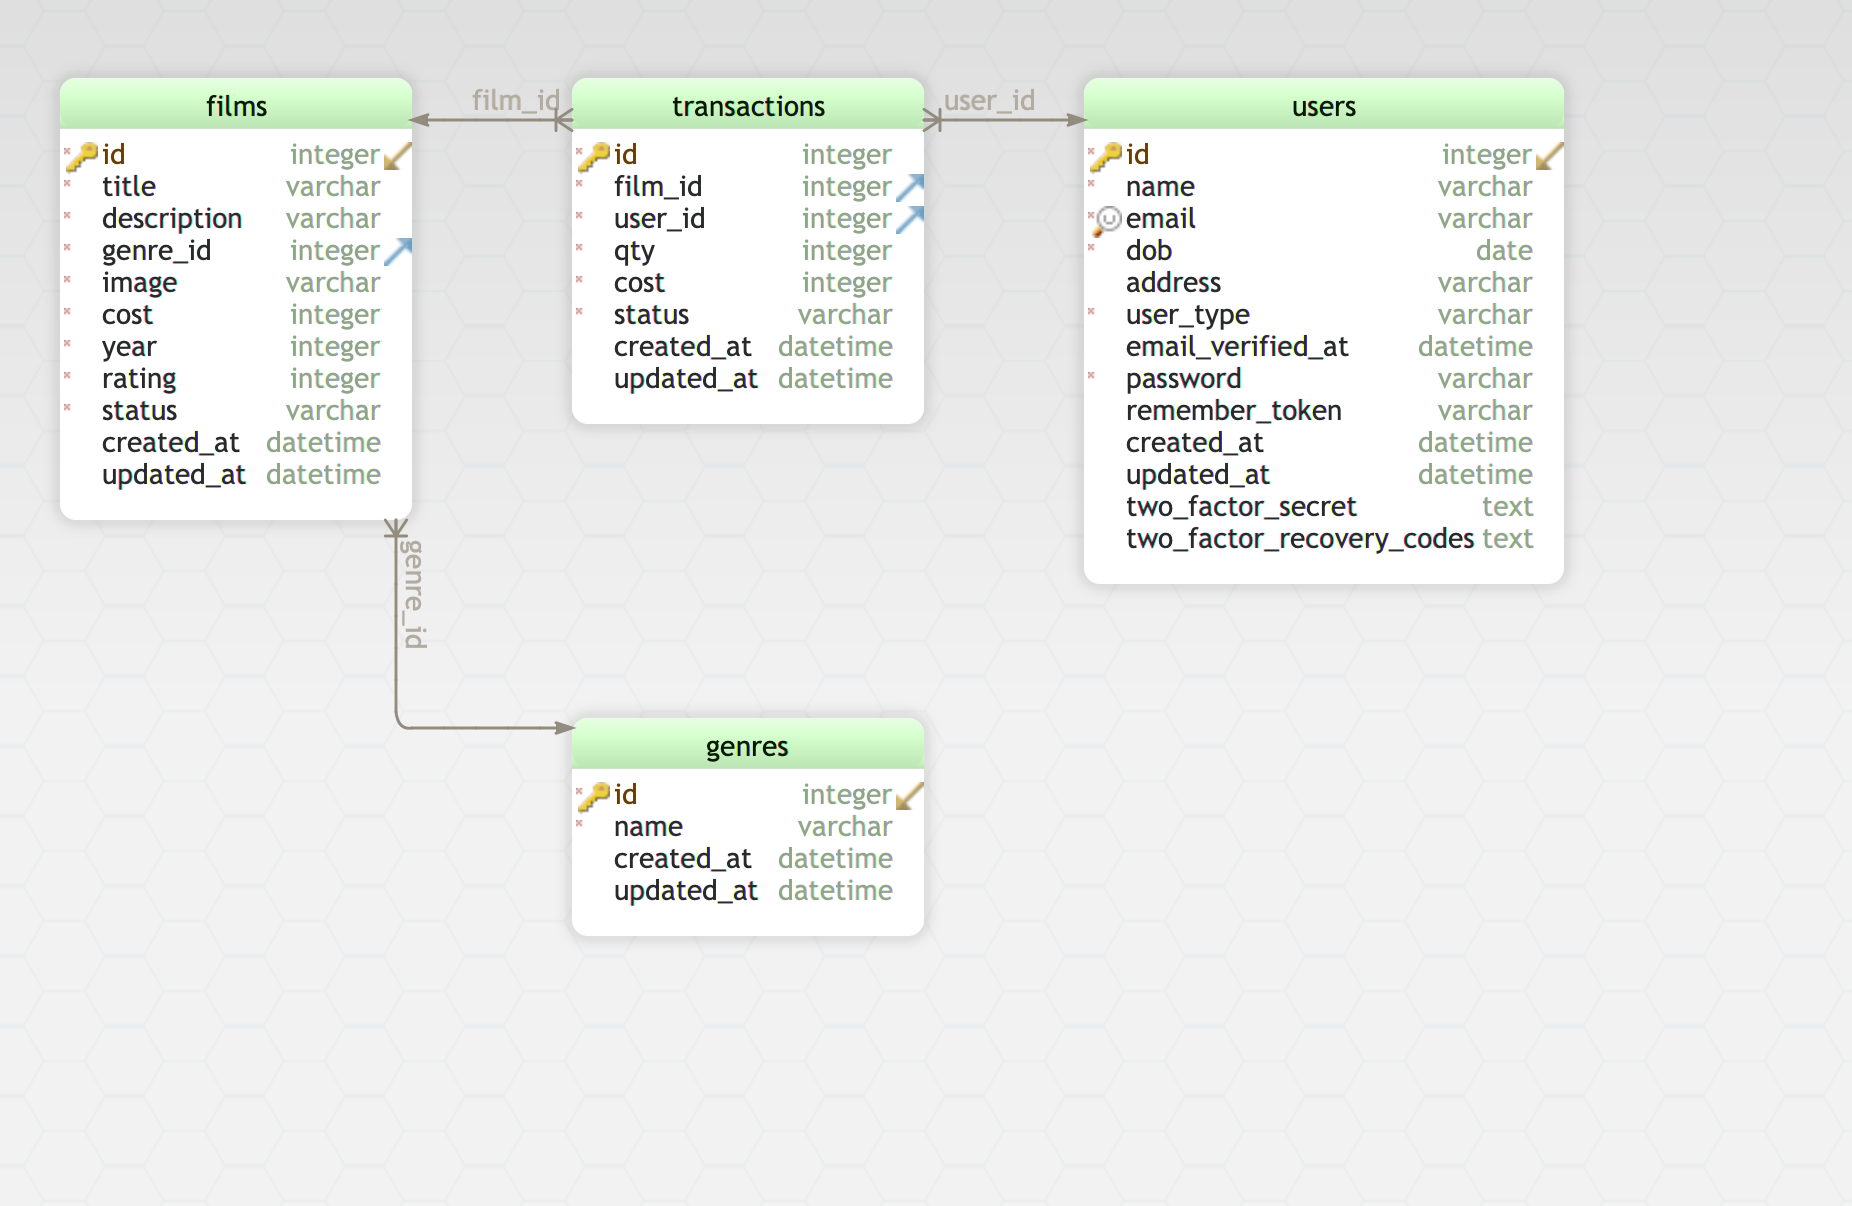 films
id integer
title varchar
description varchar
genre_id integer
image varchar
cost integer
year integer
rating integer
status varchar
created_at datetime
updated_at datetime
film_id
transactions
id integer
film_id integer
user_id integer
qty integer
cost integer
status varchar
created_at datetime
updated_at datetime
user_id
users
id integer
name varchar
email varchar
dob date
address varchar
user_type varchar
email_verified_at datetime
password varchar
remember_token varchar
created_at datetime
updated_at datetime
two_factor_secret text
two_factor_recovery_codes text
genre_id
genres
id integer
name varchar
created_at datetime
updated_at datetime